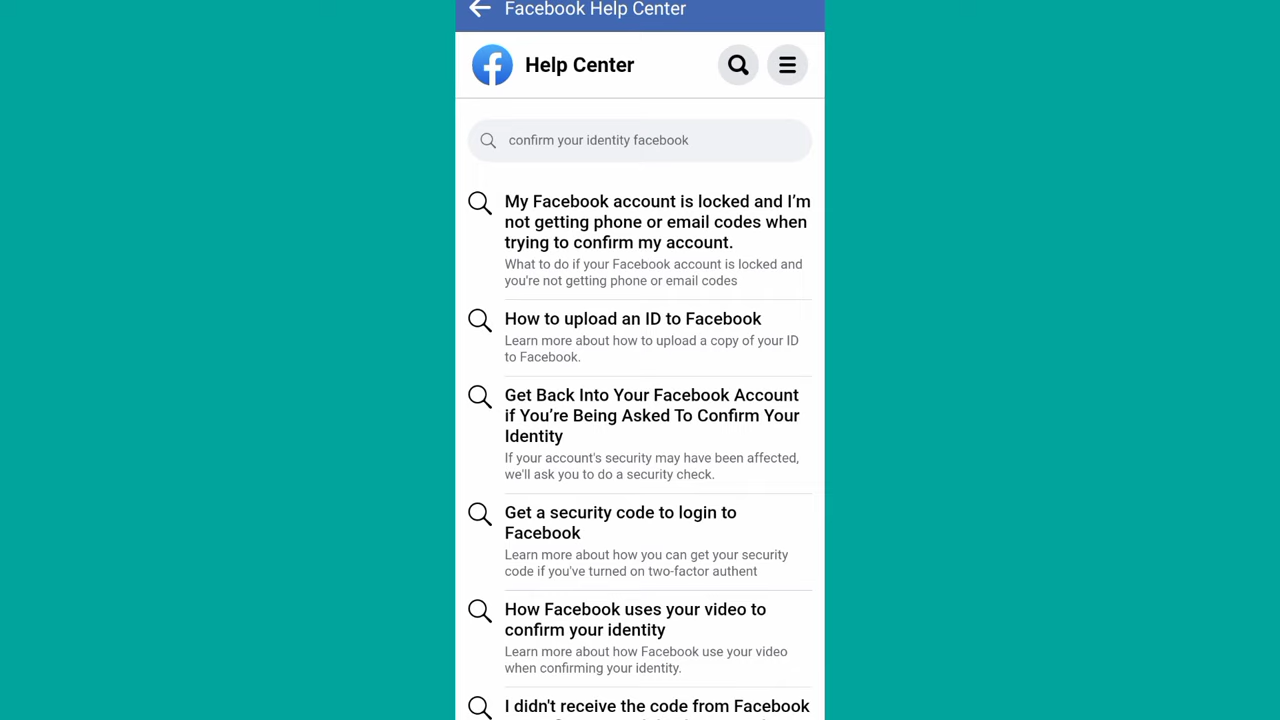 Facebook Help Center
Help Center
confirm your identity facebook
My Facebook account is locked and I’m
not getting phone or email codes when
trying to confirm my account.
What to do if your Facebook account is locked and
you're not getting phone or email codes
How to upload an ID to Facebook
Learn more about how to upload a copy of your ID
to Facebook.
Get Back Into Your Facebook Account
if You’re Being Asked To Confirm Your
Identity
If your account's security may have been affected,
we'll ask you to do a security check.
Get a security code to login to
Facebook
Learn more about how you can get your security
code if you've turned on two-factor authent
How Facebook uses your video to
confirm your identity
Learn more about how Facebook use your video
when confirming your identity.
I didn't receive the code from Facebook